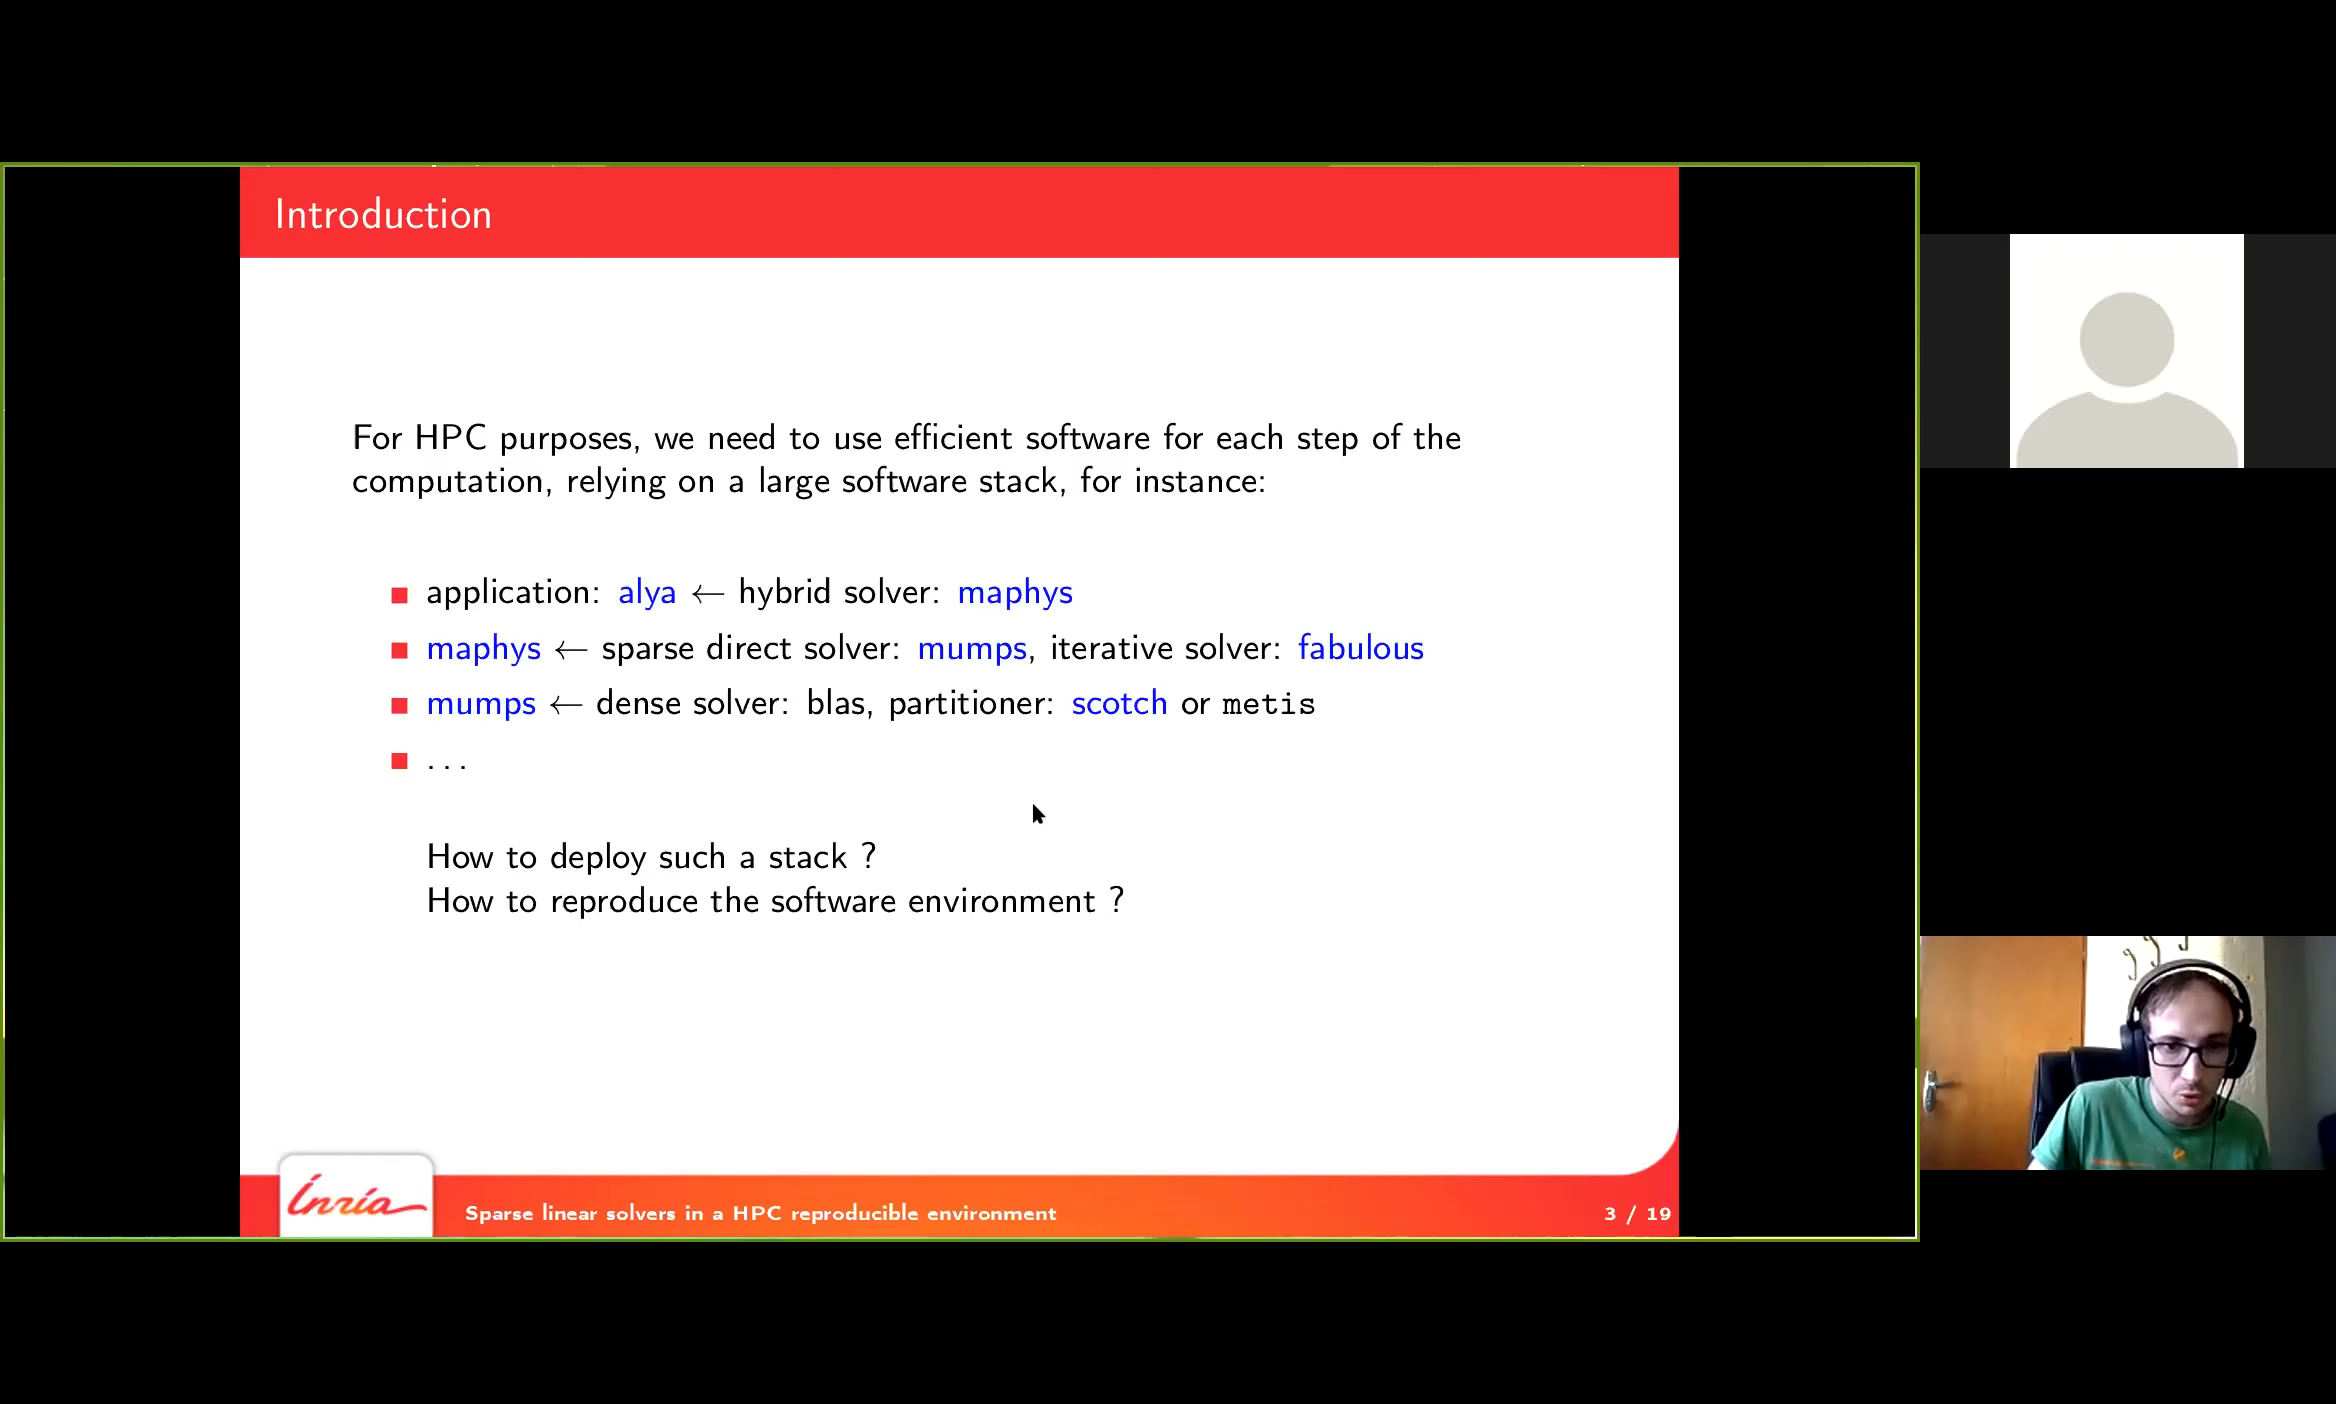 Introduction
For HPC purposes, we need to use efficient software for each step of the
computation, relying on a large software stack, for instance:
application: alya ← hybrid solver: maphys
maphys ← sparse direct solver: mumps, iterative solver: fabulous
mumps ← dense solver: blas, partitioner: scotch or metis
...
How to deploy such a stack ?
How to reproduce the software environment ?
Inria
Sparse linear solvers in a HPC reproducible environment
3 / 19